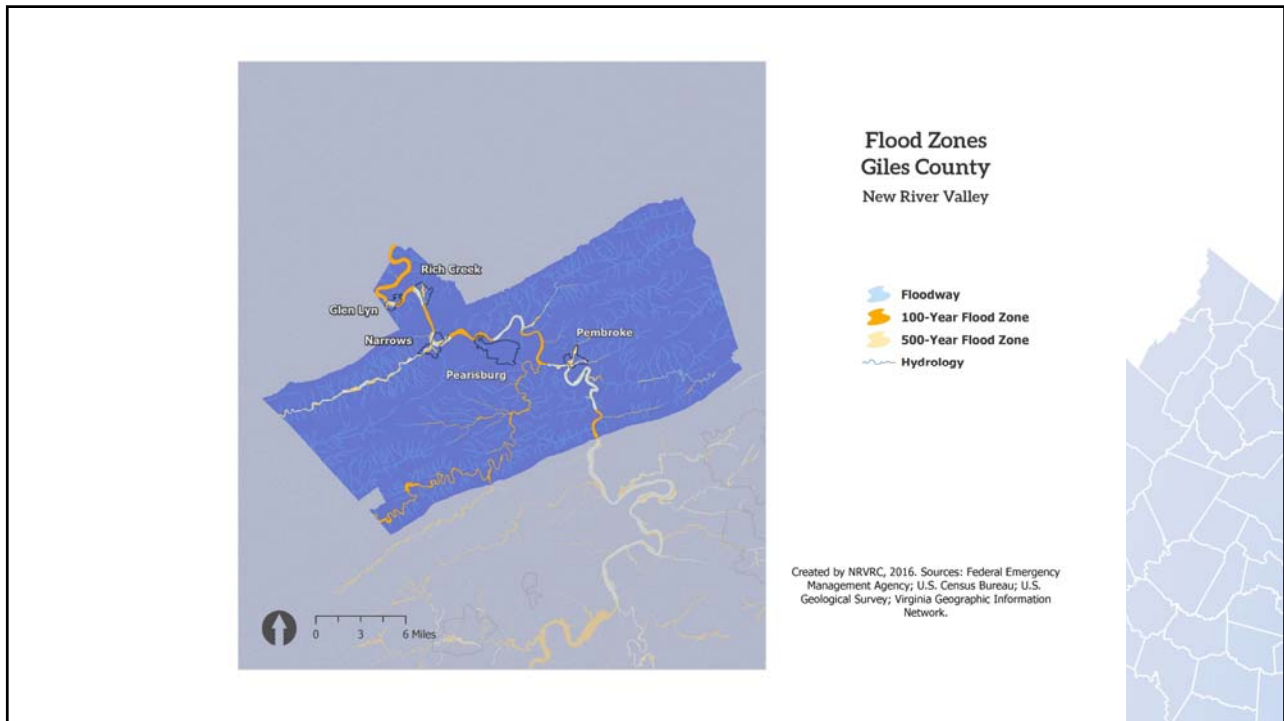 Flood Zones
Giles County
New River Valley
Rich Creek
Glen Lyn
Narrows
Pembroke
Pearisburg
Floodway
100-Year Flood Zone
500-Year Flood Zone
Hydrology
0 3 6 Miles
Created by NRVRC, 2016. Sources: Federal Emergency
Management Agency; U.S. Census Bureau; U.S.
Geological Survey; Virginia Geographic Information
Network.